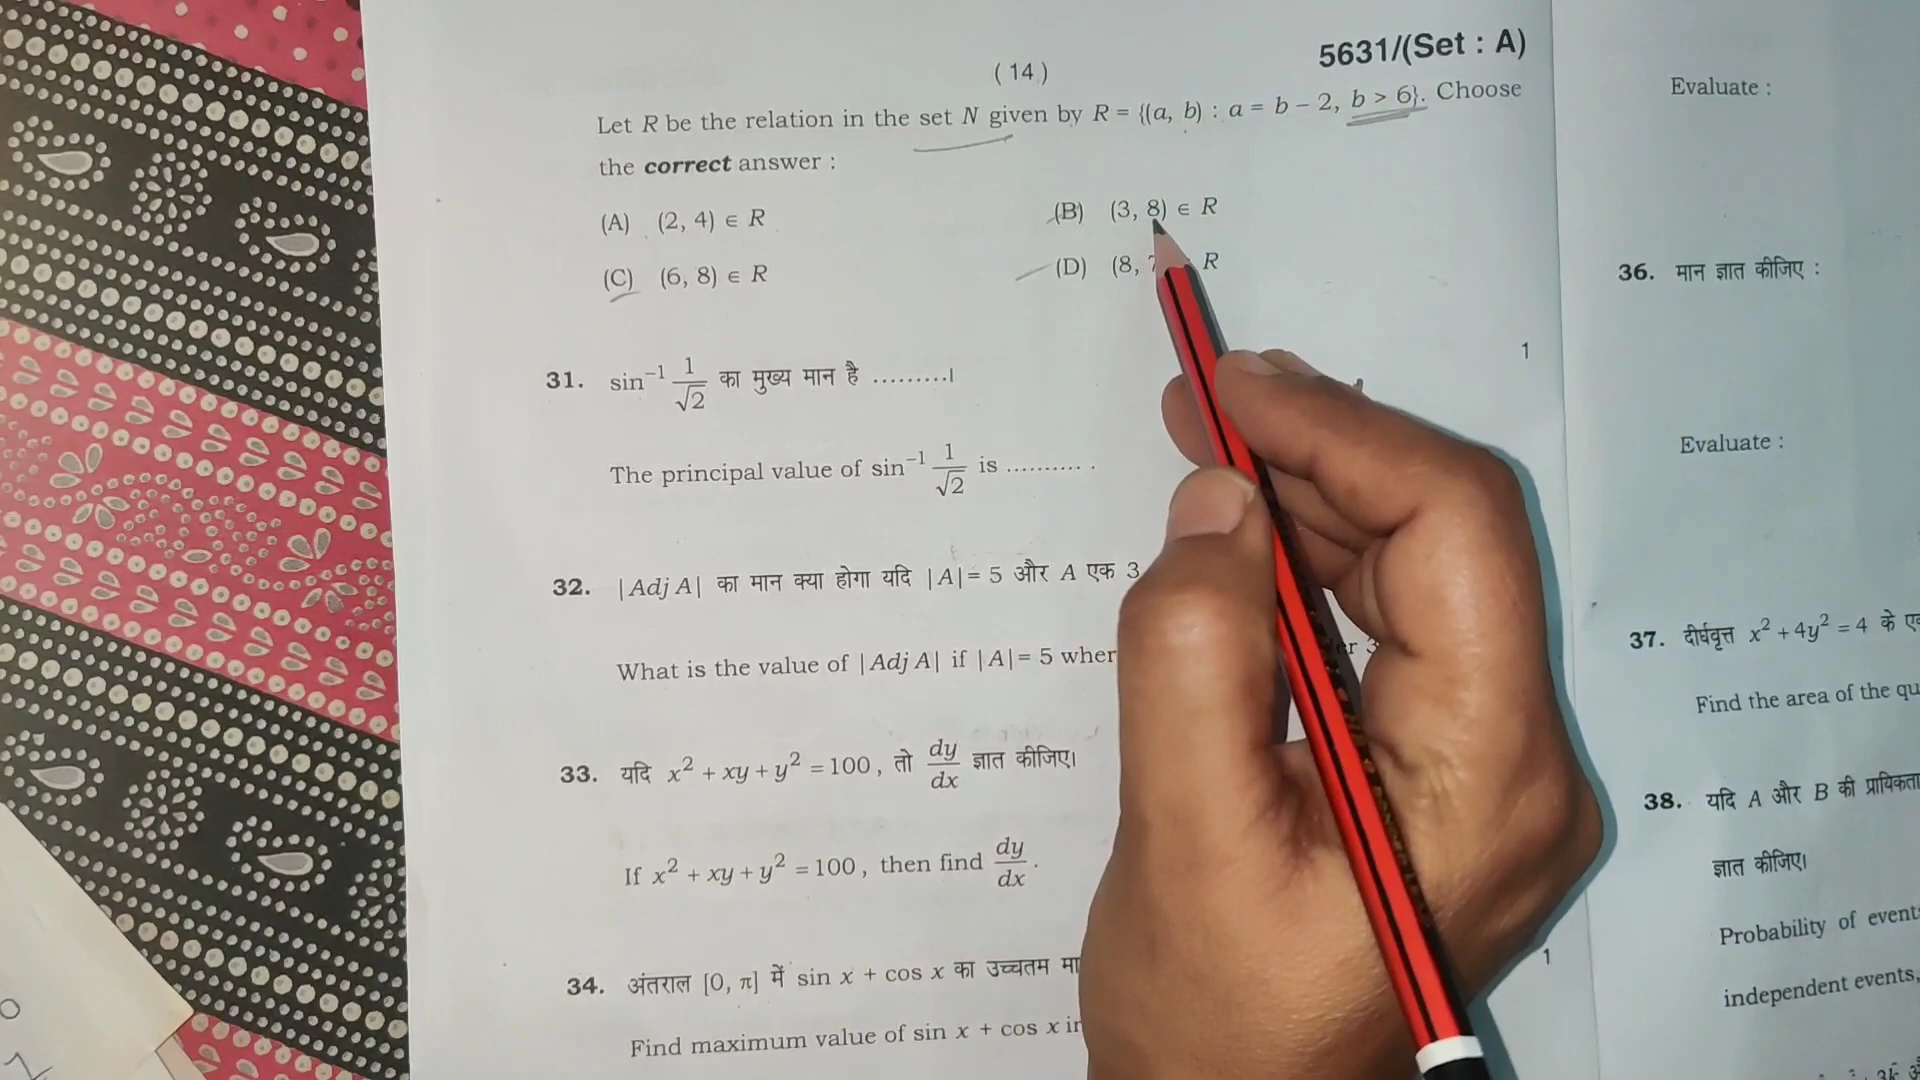 5631/(Set : A)
( 14 )
Let R be the relation in the set N given by R = {(a, b) : a = b – 2, b > 6}. Choose
the correct answer :
(A) (2, 4) ∈ R
(B) (3, 8) ∈ R
(C) (6, 8) ∈ R
(D) (8, R
1
31. sin⁻¹ 1/√2 का मुख्य मान है .........।
The principal value of sin⁻¹ 1/√2 is .......... .
32. |Adj A| का मान क्या होगा यदि |A|= 5 और A एक 3
What is the value of |Adj A| if |A|= 5 wher
33. यदि x² + xy + y² = 100, तो dy/dx ज्ञात कीजिए।
If x² + xy + y² = 100, then find dy/dx.
34. अंतराल [0, π] में sin x + cos x का उच्चतम मा
1
Find maximum value of sin x + cos x in
Evaluate :
36. मान ज्ञात कीजिए :
Evaluate :
37. दीर्घवृत्त x² + 4y² = 4 के
Find the area of the qu
38. यदि A और B की प्रायिकता
ज्ञात कीजिए।
Probability of event
independent events,